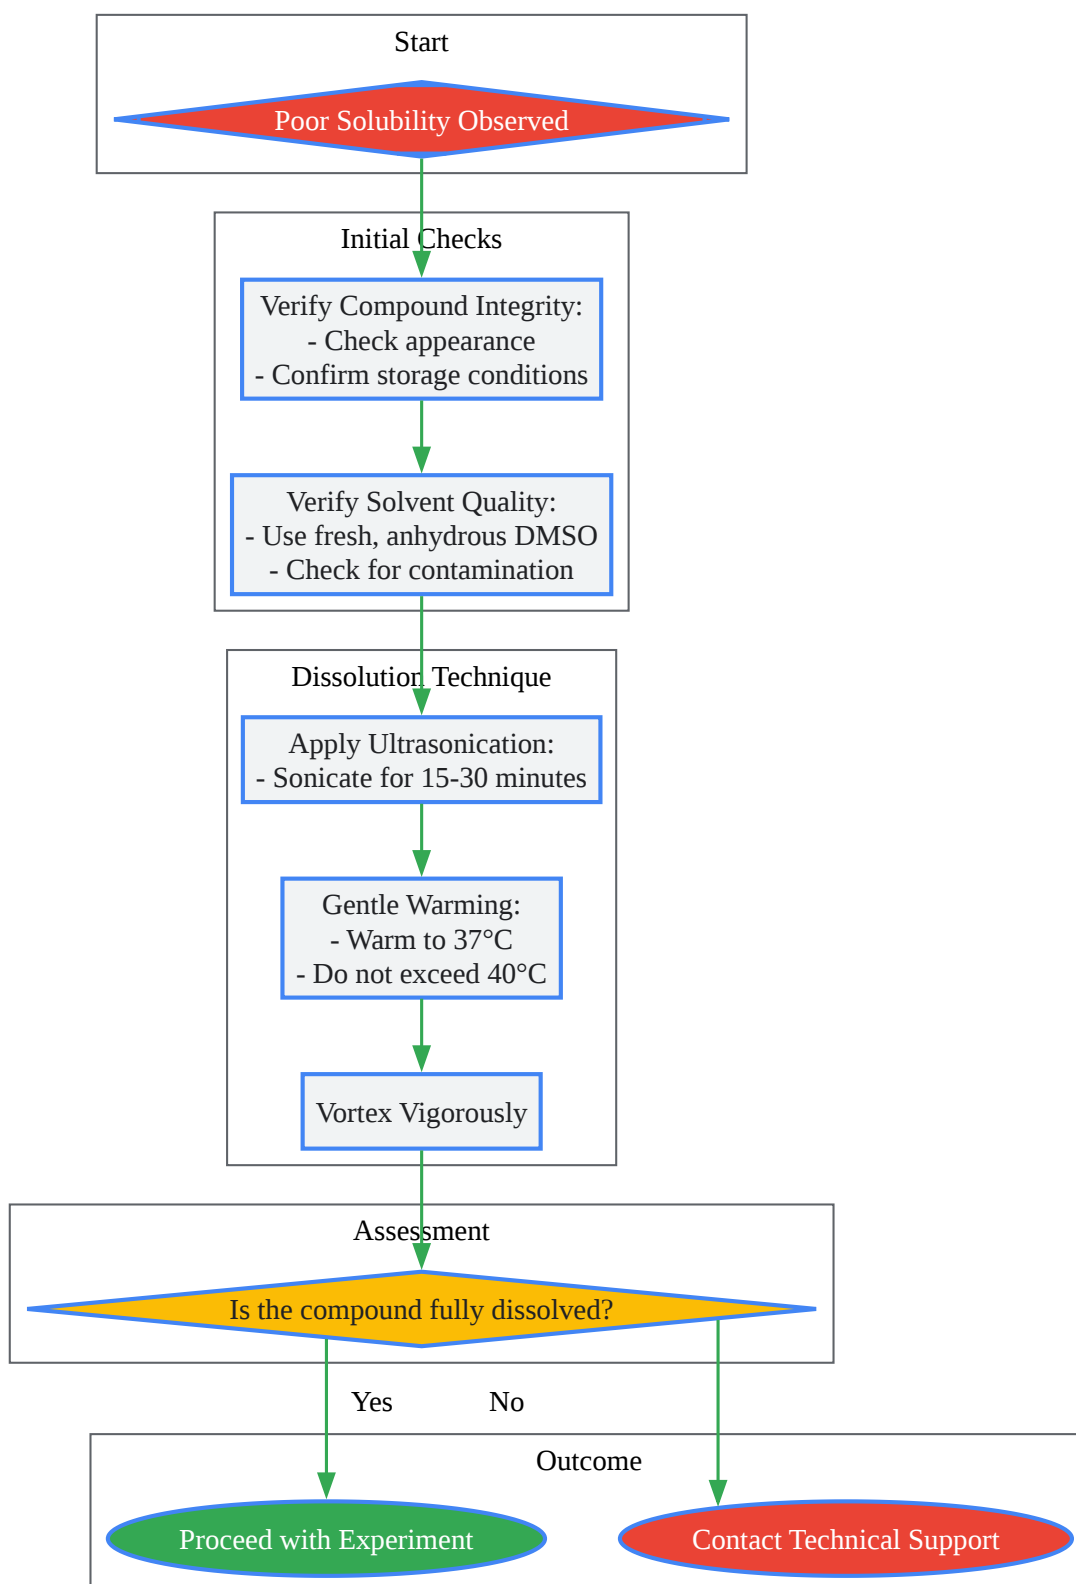 Start
Poor Solubility Observed
Initial Checks
Verify Compound Integrity:
- Check appearance
- Confirm storage conditions
Verify Solvent Quality:
- Use fresh, anhydrous DMSO
- Check for contamination
Dissolution Technique
Apply Ultrasonication:
- Sonicate for 15-30 minutes
Gentle Warming:
- Warm to 37°C
- Do not exceed 40°C
Vortex Vigorously
Assessment
Is the compound fully dissolved?
Yes
No
Outcome
Proceed with Experiment
Contact Technical Support